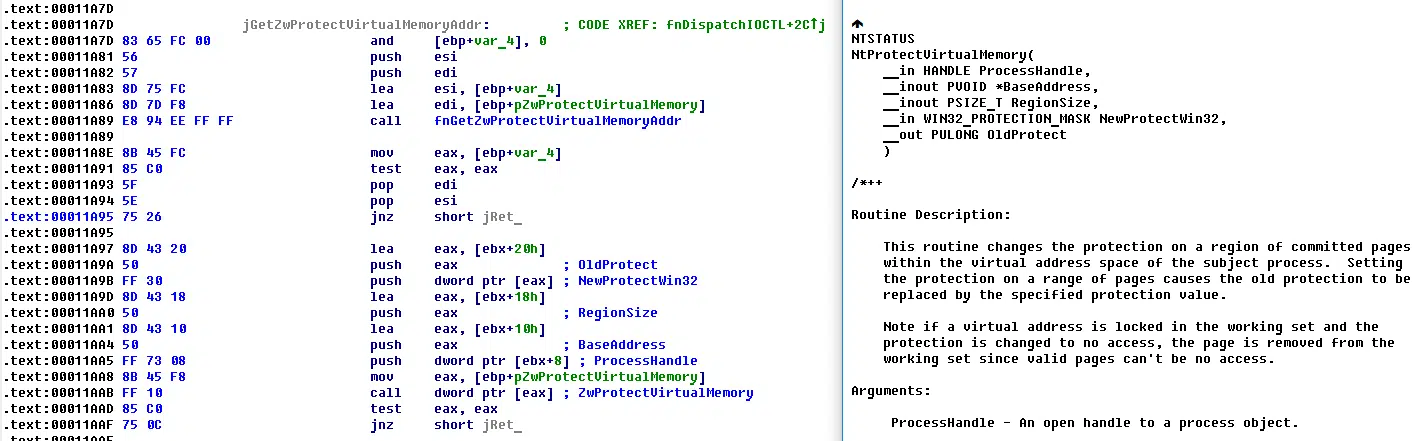 .text:00011A7D
.text:00011A7D jGetZwProtectVirtualMemoryAddr: ; CODE XREF: fnDispatchIOCTL+2C↑j
.text:00011A7D 83 65 FC 00 and [ebp+var_4], 0
.text:00011A81 56 push esi
.text:00011A82 57 push edi
.text:00011A83 8D 75 FC lea esi, [ebp+var_4]
.text:00011A86 8D 7D F8 lea edi, [ebp+pZwProtectVirtualMemory]
.text:00011A89 E8 94 EE FF FF call fnGetZwProtectVirtualMemoryAddr
.text:00011A89
.text:00011A8E 8B 45 FC mov eax, [ebp+var_4]
.text:00011A91 85 C0 test eax, eax
.text:00011A93 5F pop edi
.text:00011A94 5E pop esi
.text:00011A95 75 26 jnz short jRet_
.text:00011A95
.text:00011A97 8D 43 20 lea eax, [ebx+20h]
.text:00011A9A 50 push eax ; OldProtect
.text:00011A9B FF 30 push dword ptr [eax] ; NewProtectWin32
.text:00011A9D 8D 43 18 lea eax, [ebx+18h]
.text:00011AA0 50 push eax ; RegionSize
.text:00011AA1 8D 43 10 lea eax, [ebx+10h]
.text:00011AA4 50 push eax ; BaseAddress
.text:00011AA5 FF 73 08 push dword ptr [ebx+8] ; ProcessHandle
.text:00011AA8 8B 45 F8 mov eax, [ebp+pZwProtectVirtualMemory]
.text:00011AAB FF 10 call dword ptr [eax] ; ZwProtectVirtualMemory
.text:00011AAD 85 C0 test eax, eax
.text:00011AAF 75 0C jnz short jRet_
.text:00011AAF
NTSTATUS
NtProtectVirtualMemory(
__in HANDLE ProcessHandle,
__inout PVOID *BaseAddress,
__inout PSIZE_T RegionSize,
__in WIN32_PROTECTION_MASK NewProtectWin32,
__out PULONG OldProtect
)
/*++
Routine Description:
This routine changes the protection on a region of committed pages
within the virtual address space of the subject process.  Setting
the protection on a range of pages causes the old protection to be
replaced by the specified protection value.
Note if a virtual address is locked in the working set and the
protection is changed to no access, the page is removed from the
working set since valid pages can't be no access.
Arguments:
ProcessHandle - An open handle to a process object.